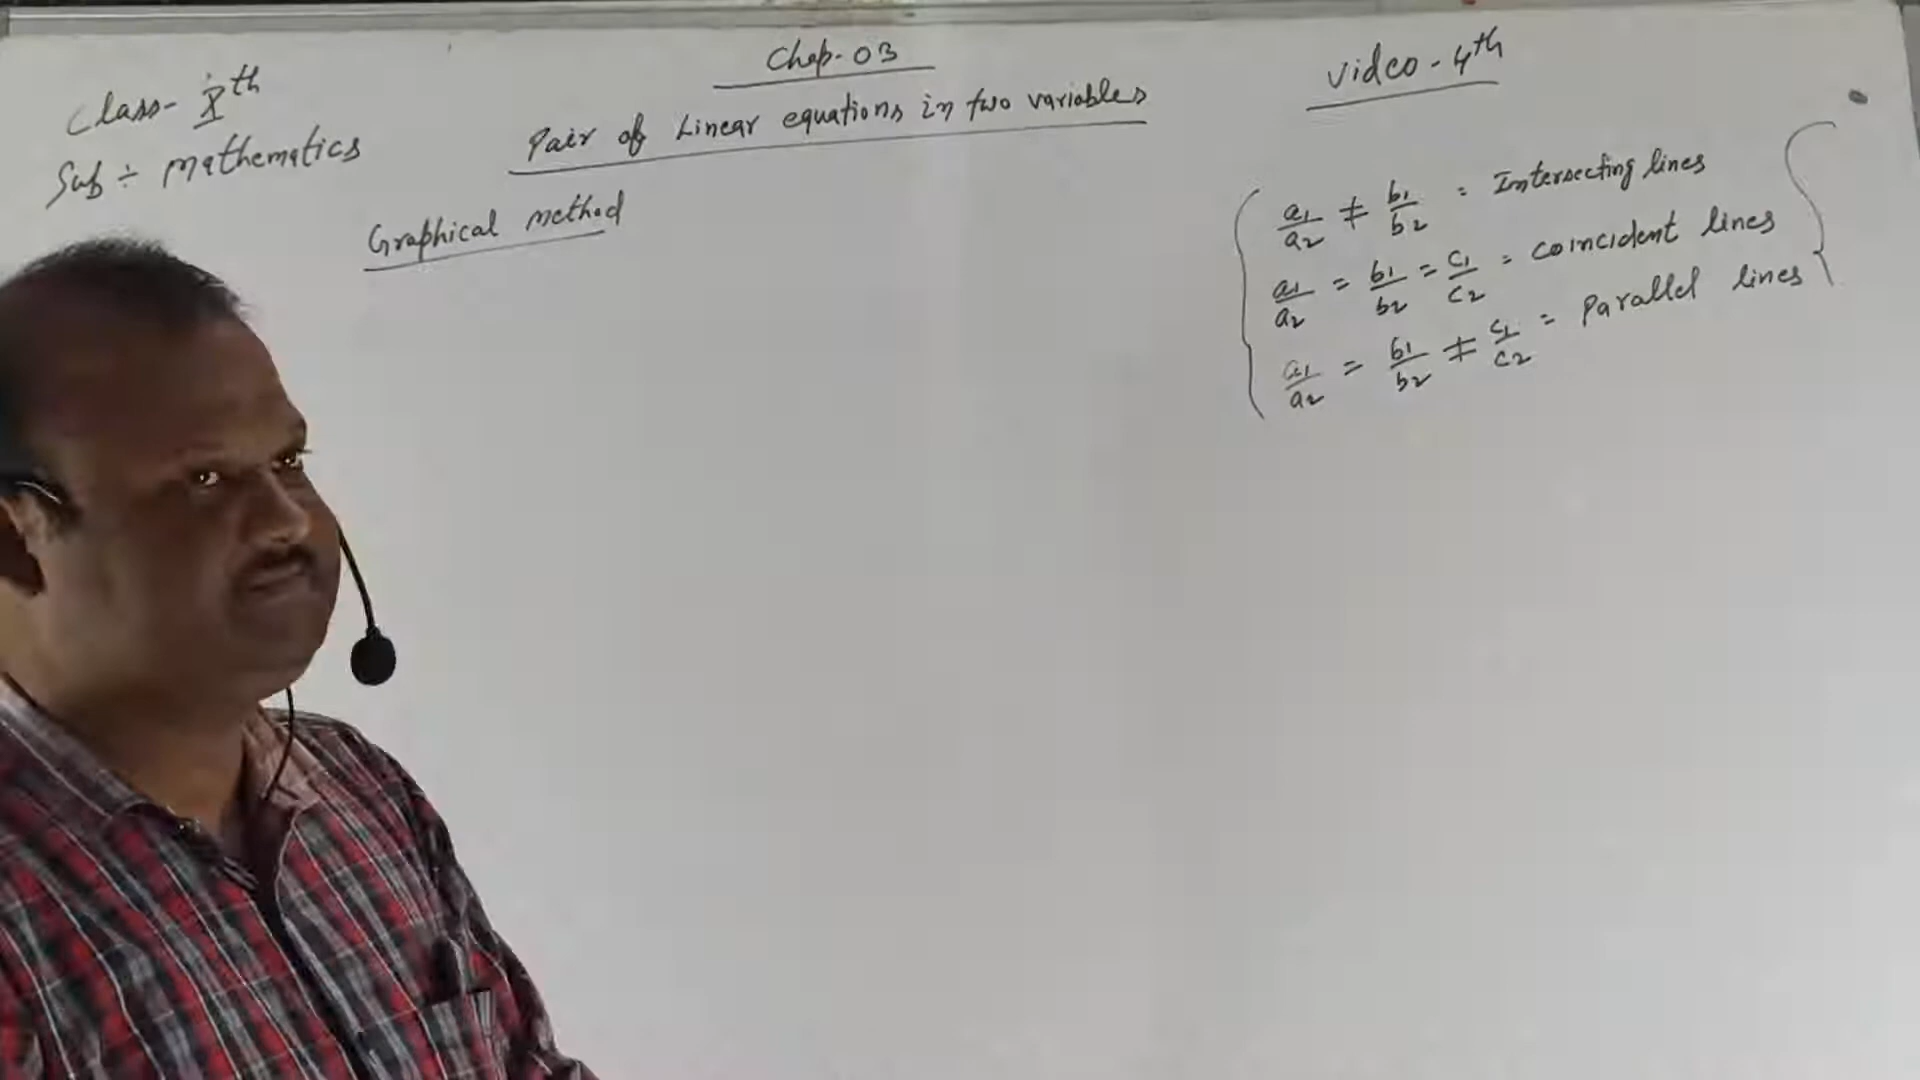 Chap-03
Video-4th
Class- Xth
Sub ÷ Mathematics
Pair of Linear equations in two variables
Graphical method
a1/a2 ≠ b1/b2 = Intersecting lines
a1/a2 = b1/b2 = c1/c2 = Coincident lines
a1/a2 = b1/b2 ≠ c1/c2 = Parallel lines